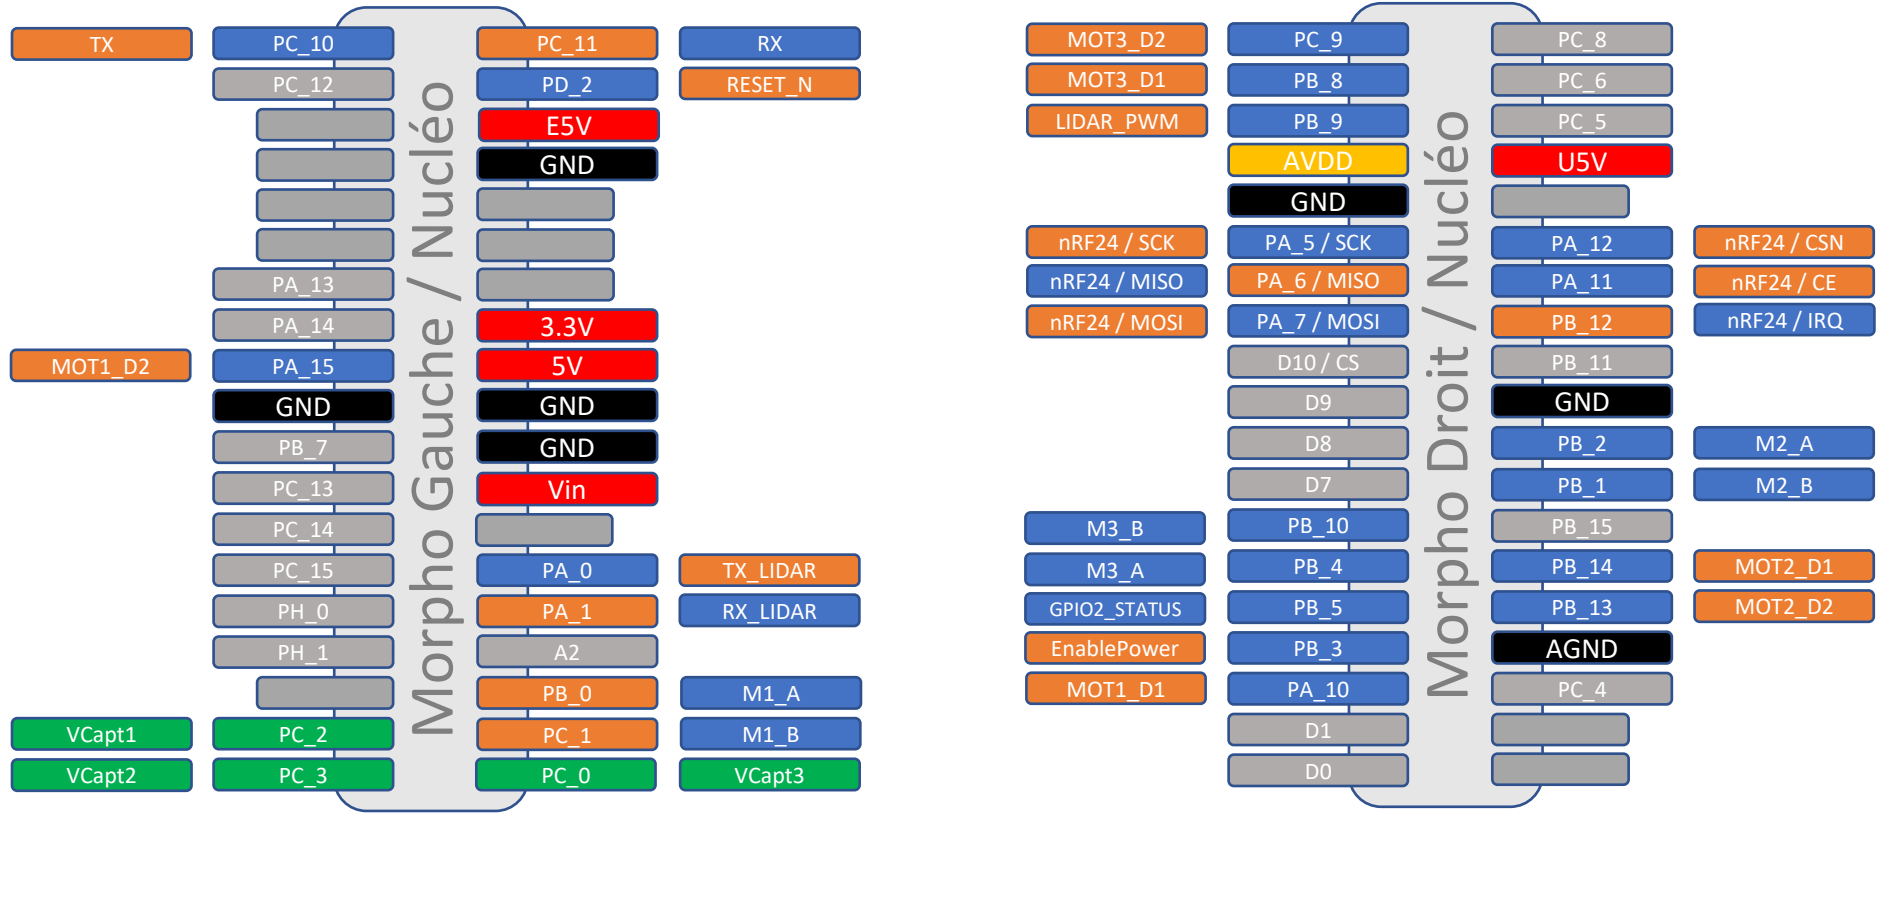 TX PC_10 PC_11 RX
PC_12 PD_2 RESET_N
E5V
GND
PA_13
PA_14 3.3V
MOT1_D2 PA_15 5V
GND GND
PB_7 GND
PC_13 Vin
PC_14
PC_15 PA_0 TX_LIDAR
PH_0 PA_1 RX_LIDAR
PH_1 A2
PB_0 M1_A
VCapt1 PC_2 PC_1 M1_B
VCapt2 PC_3 PC_0 VCapt3
Morpho Gauche / Nucléo
MOT3_D2 PC_9 PC_8
MOT3_D1 PB_8 PC_6
LIDAR_PWM PB_9 PC_5
AVDD U5V
GND
nRF24 / SCK PA_5 / SCK PA_12 nRF24 / CSN
nRF24 / MISO PA_6 / MISO PA_11 nRF24 / CE
nRF24 / MOSI PA_7 / MOSI PB_12 nRF24 / IRQ
D10 / CS PB_11
D9 GND
D8 PB_2 M2_A
D7 PB_1 M2_B
M3_B PB_10 PB_15
M3_A PB_4 PB_14 MOT2_D1
GPIO2_STATUS PB_5 PB_13 MOT2_D2
EnablePower PB_3 AGND
MOT1_D1 PA_10 PC_4
D1
D0
Morpho Droit / Nucléo